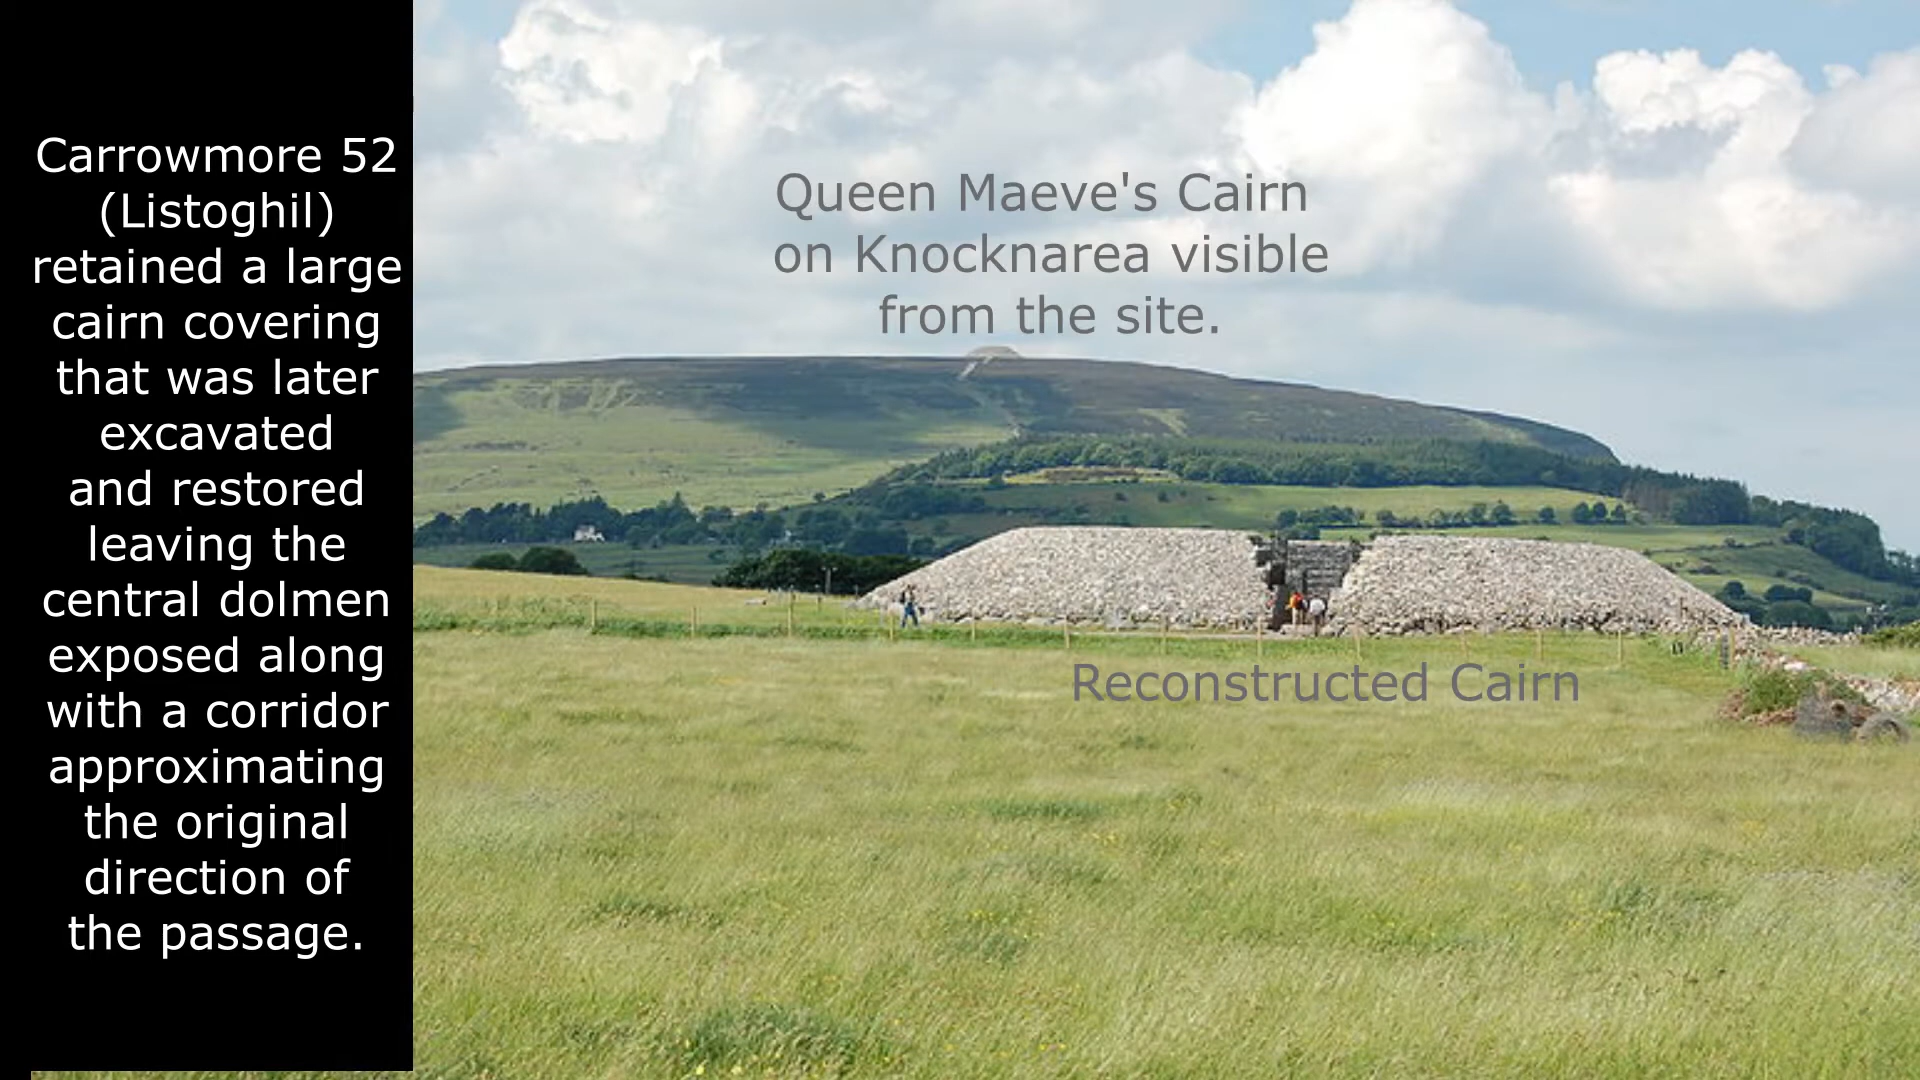 Carrowmore 52
(Listoghil)
retained a large
cairn covering
that was later
excavated
and restored
leaving the
central dolmen
exposed along
with a corridor
approximating
the original
direction of
the passage.
Queen Maeve's Cairn
on Knocknarea visible
from the site.
Reconstructed Cairn